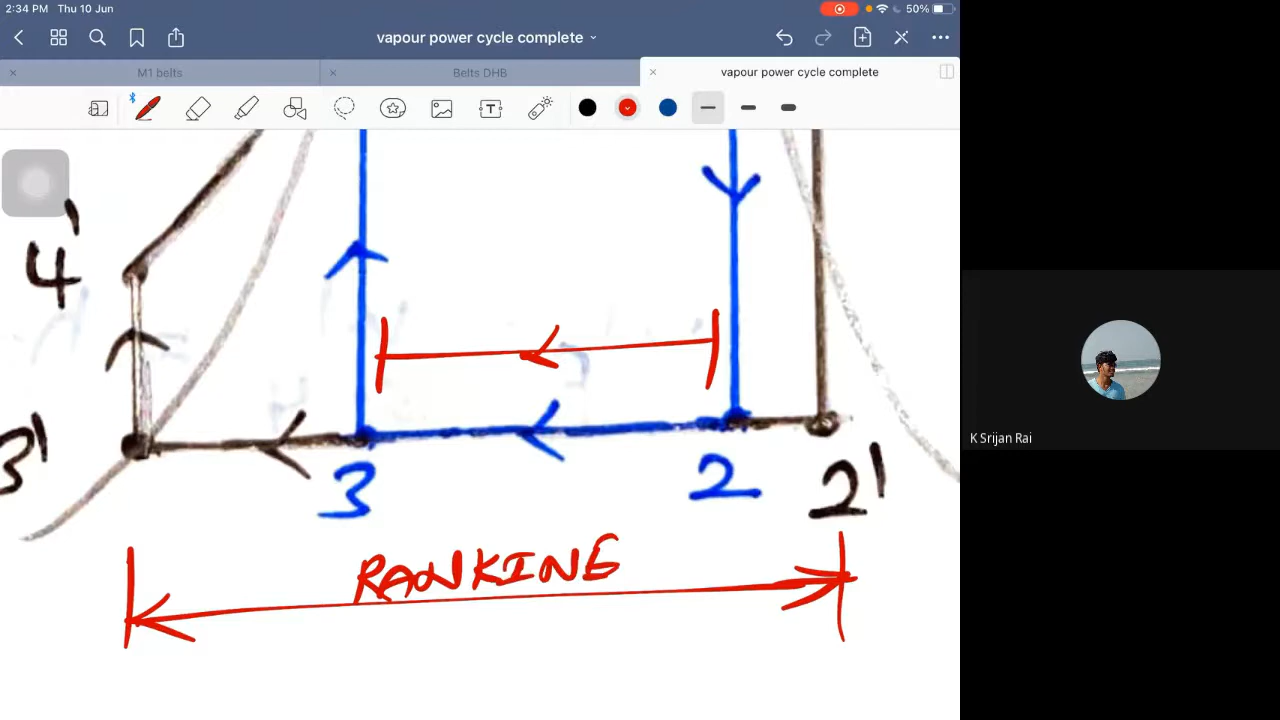 2:34 PM Thu 10 Jun
50%
vapour power cycle complete
M1 belts
Belts DHB
vapour power cycle complete
T
4'
3'
3
2
2'
RANKINE
K Srijan Rai